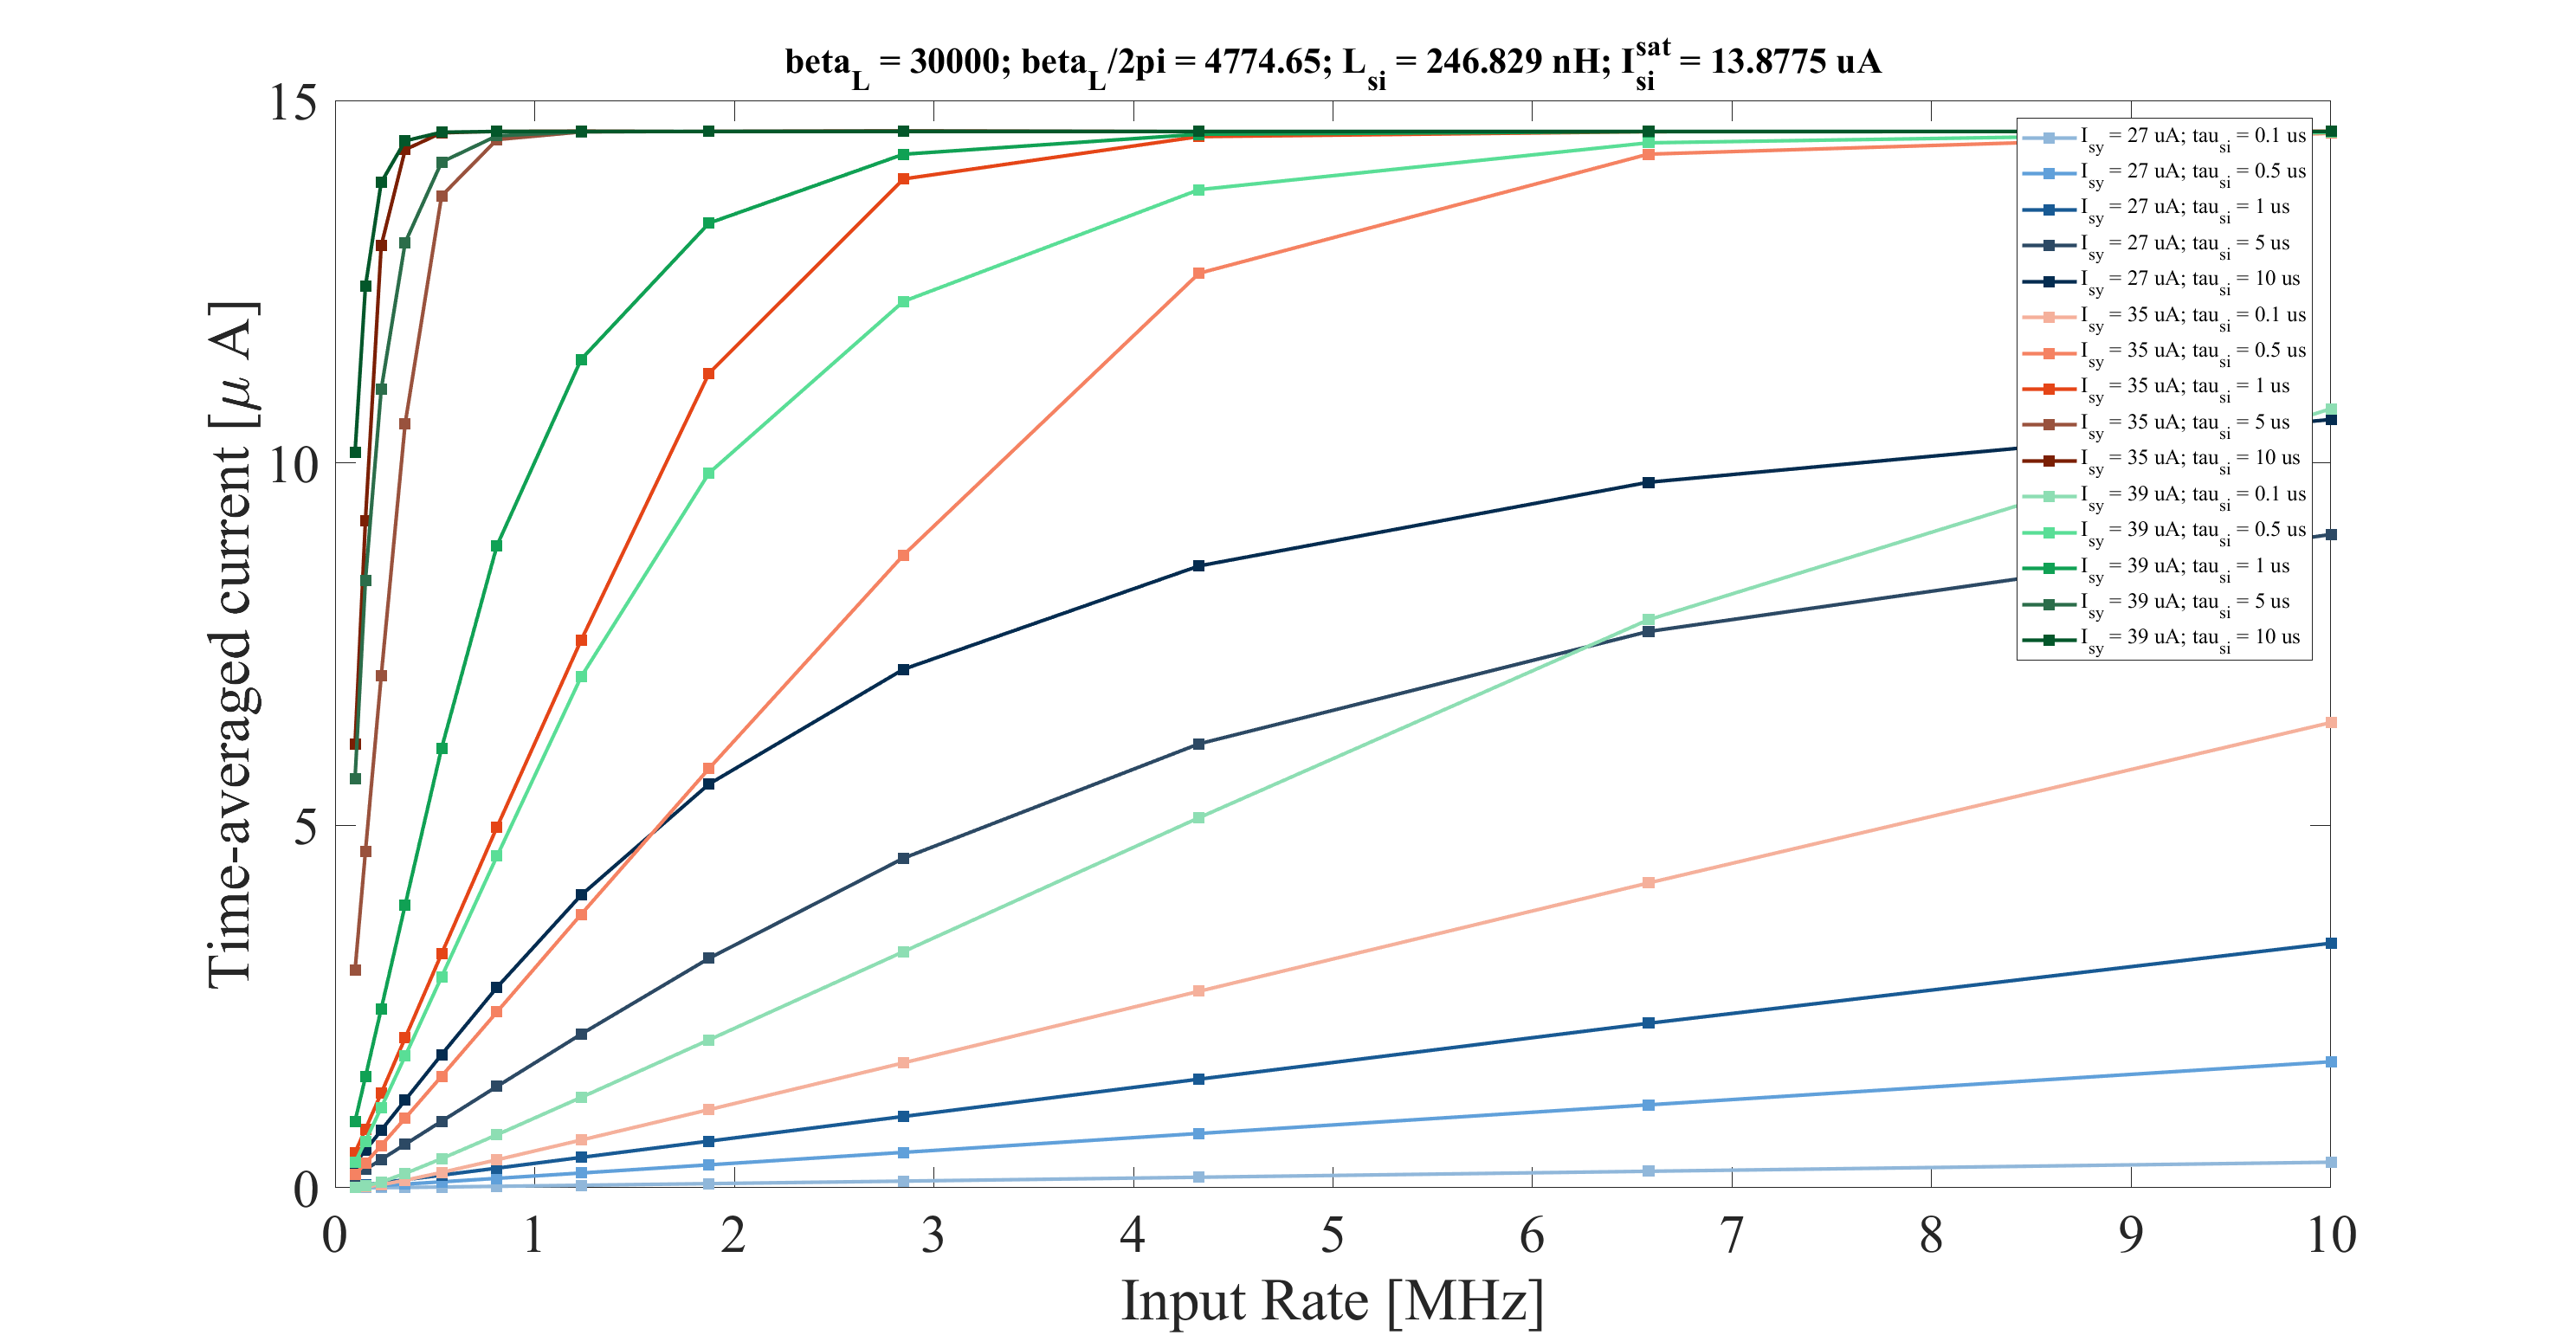 beta_L = 30000; beta_L/2pi = 4774.65; L_si = 246.829 nH; I_si^sat = 13.8775 uA
15
10
5
0
Time-averaged current [μ A]
I_sy = 27 uA; tau_si = 0.1 us
I_sy = 27 uA; tau_si = 0.5 us
I_sy = 27 uA; tau_si = 1 us
I_sy = 27 uA; tau_si = 5 us
I_sy = 27 uA; tau_si = 10 us
I_sy = 35 uA; tau_si = 0.1 us
I_sy = 35 uA; tau_si = 0.5 us
I_sy = 35 uA; tau_si = 1 us
I_sy = 35 uA; tau_si = 5 us
I_sy = 35 uA; tau_si = 10 us
I_sy = 39 uA; tau_si = 0.1 us
I_sy = 39 uA; tau_si = 0.5 us
I_sy = 39 uA; tau_si = 1 us
I_sy = 39 uA; tau_si = 5 us
I_sy = 39 uA; tau_si = 10 us
0 1 2 3 4 5 6 7 8 9 10
Input Rate [MHz]